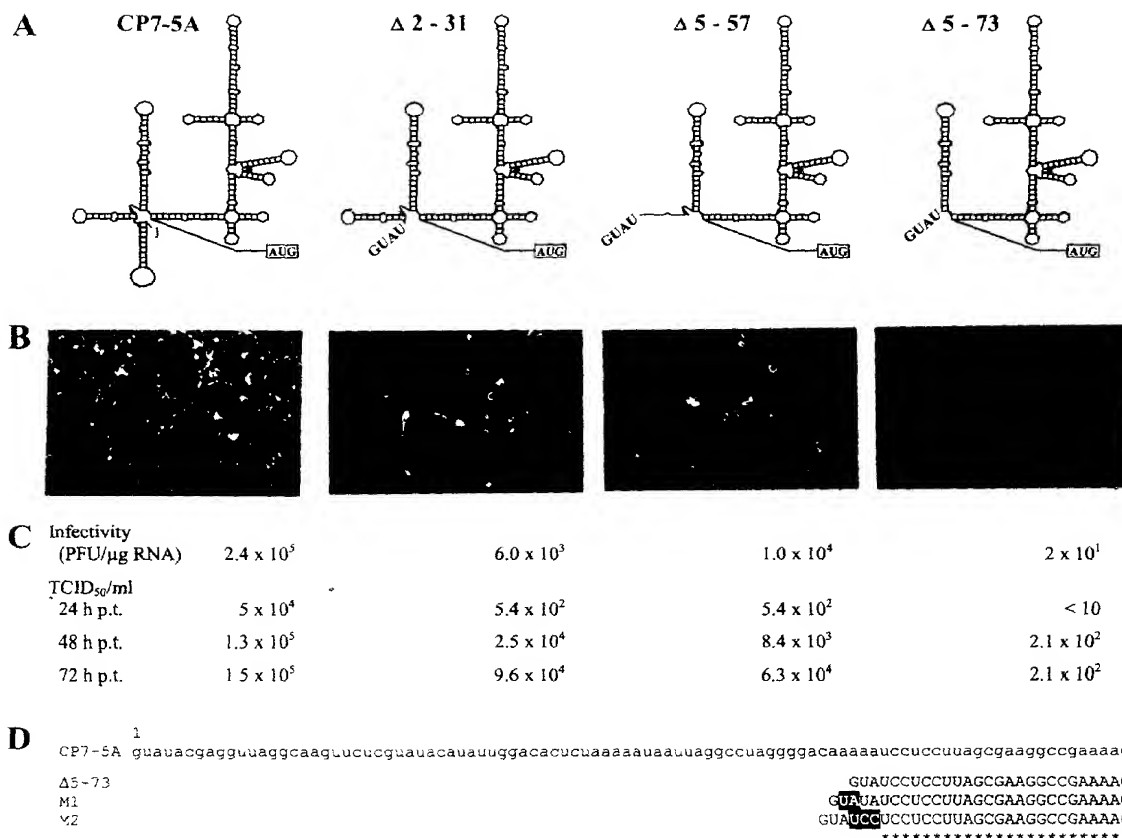 A CP7-5A Δ 2 - 31 Δ 5 - 57 Δ 5 - 73
GUAU GUAU GUAU
1 AUG AUG AUG AUG
B
C Infectivity
(PFU/μg RNA) 2.4 x 10⁵ 6.0 x 10³ 1.0 x 10⁴ 2 x 10¹
TCID₅₀/ml
24 h p.t. 5 x 10⁴ 5.4 x 10² 5.4 x 10² < 10
48 h p.t. 1.3 x 10⁵ 2.5 x 10⁴ 8.4 x 10³ 2.1 x 10²
72 h p.t. 1 5 x 10⁵ 9.6 x 10⁴ 6.3 x 10⁴ 2.1 x 10²
D 1
CP7-5A guauacgagguuaggcaaguucucguauacauauuggacacucuaaaaauaauuaggccuaggggacaaaaauccuccuuagcgaaggccgaaaa
Δ5-73 GUAUCCUCCUUAGCGAAGGCCGAAAA
M1 GUAUAUCCUCCUUAGCGAAGGCCGAAAA
M2 GUAUCCUCCUCCUUAGCGAAGGCCGAAAA
**********************